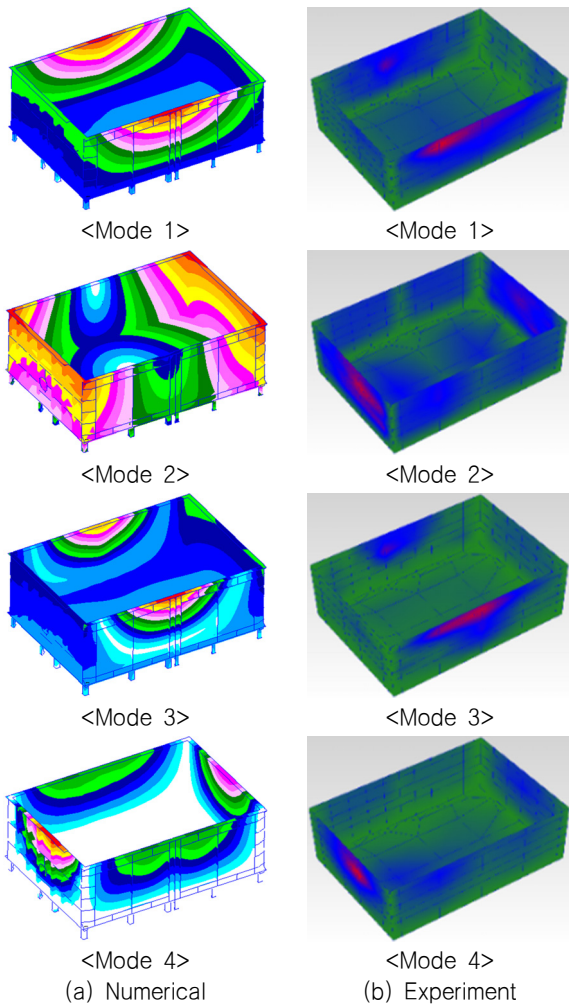 <Mode 1>
<Mode 1>
<Mode 2>
<Mode 2>
<Mode 3>
<Mode 3>
<Mode 4>
<Mode 4>
(a) Numerical
(b) Experiment